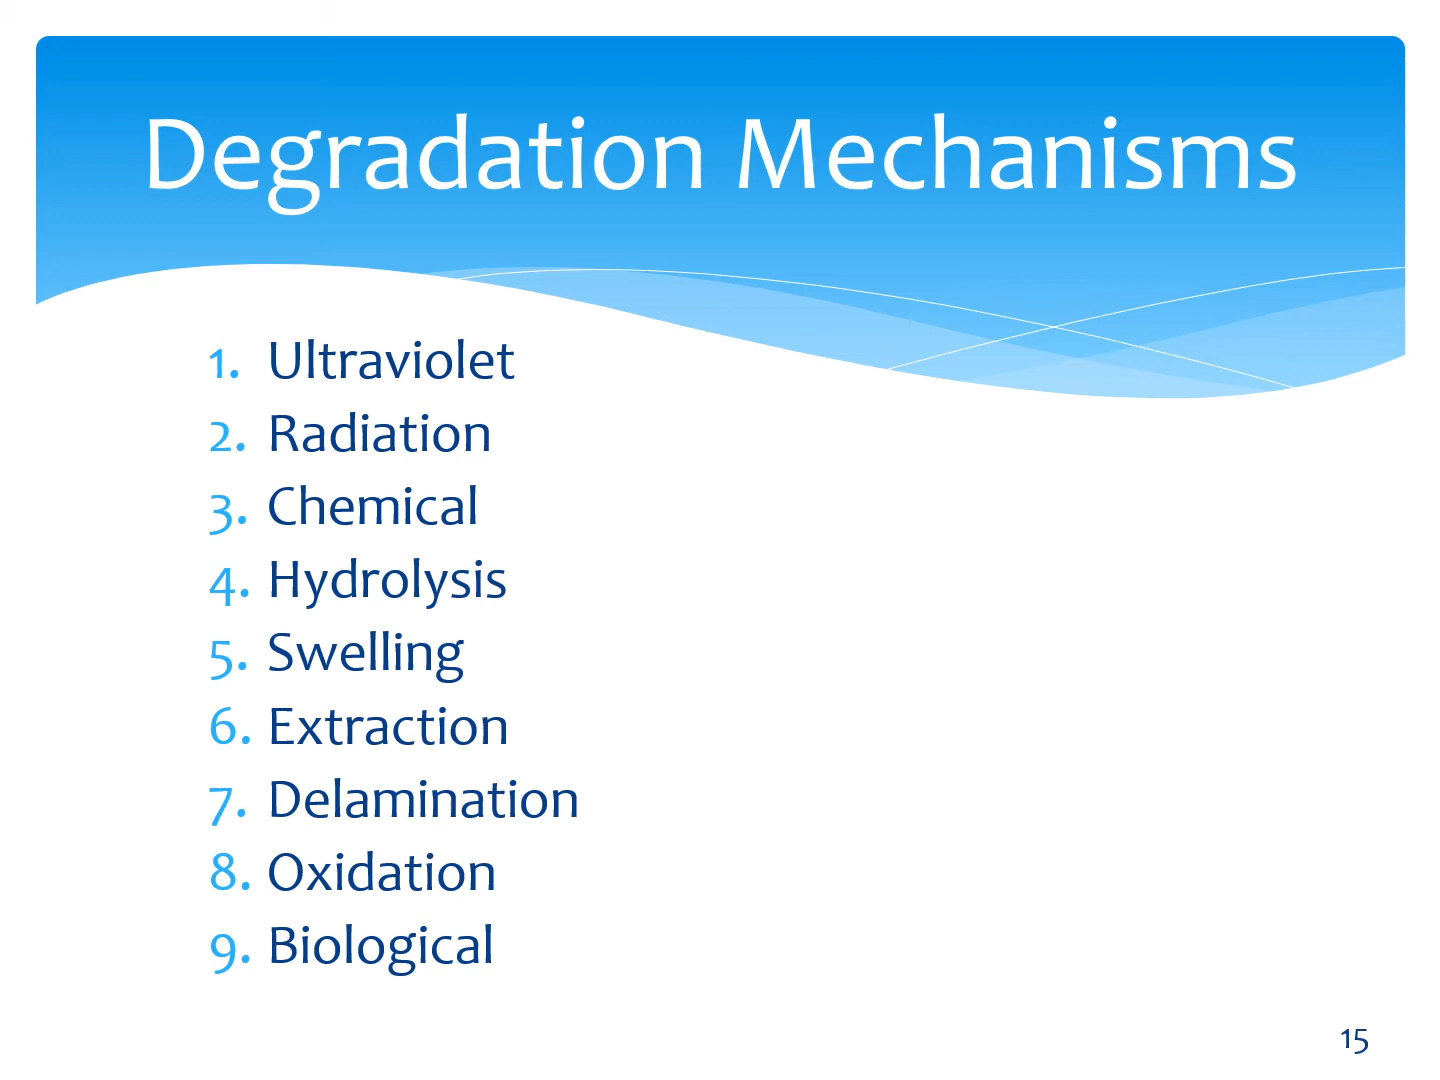 Degradation Mechanisms
1. Ultraviolet
2. Radiation
3. Chemical
4. Hydrolysis
5. Swelling
6. Extraction
7. Delamination
8. Oxidation
9. Biological
15